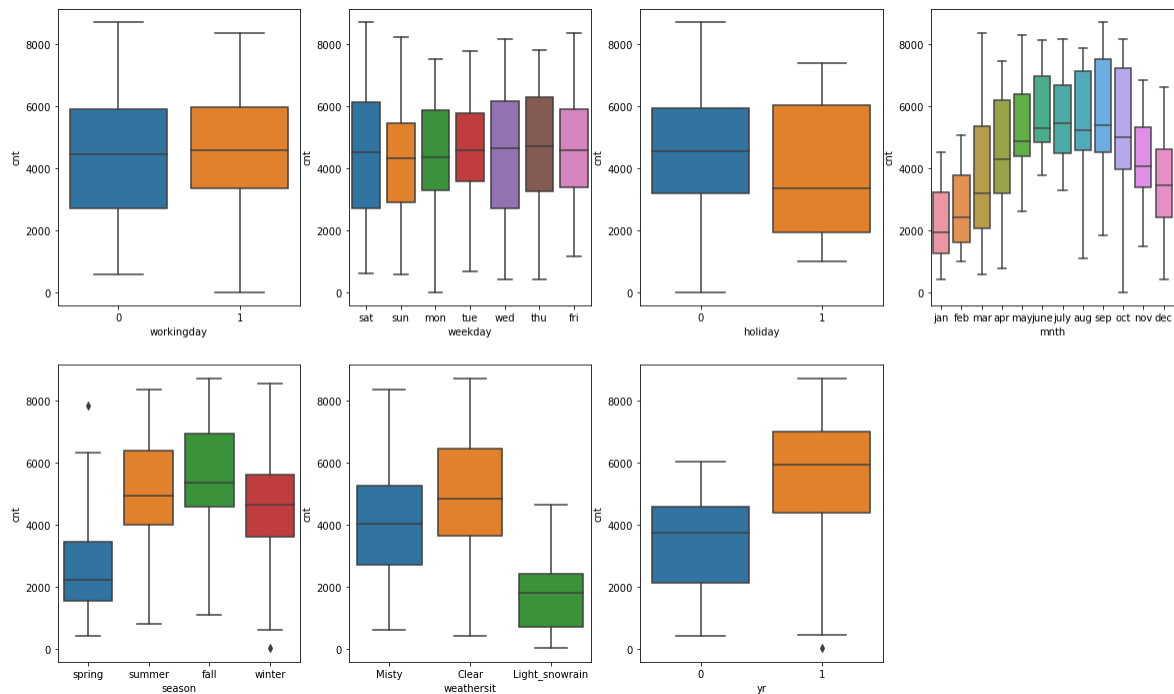 cnt
8000
6000
4000
2000
0
0 1
workingday
cnt
8000
6000
4000
2000
0
sat sun mon tue wed thu fri
weekday
cnt
8000
6000
4000
2000
0
0 1
holiday
cnt
8000
6000
4000
2000
0
jan feb mar apr may june july aug sep oct nov dec
mnth
cnt
8000
6000
4000
2000
0
spring summer fall winter
season
cnt
8000
6000
4000
2000
0
Misty Clear Light_snowrain
weathersit
cnt
8000
6000
4000
2000
0
0 1
yr